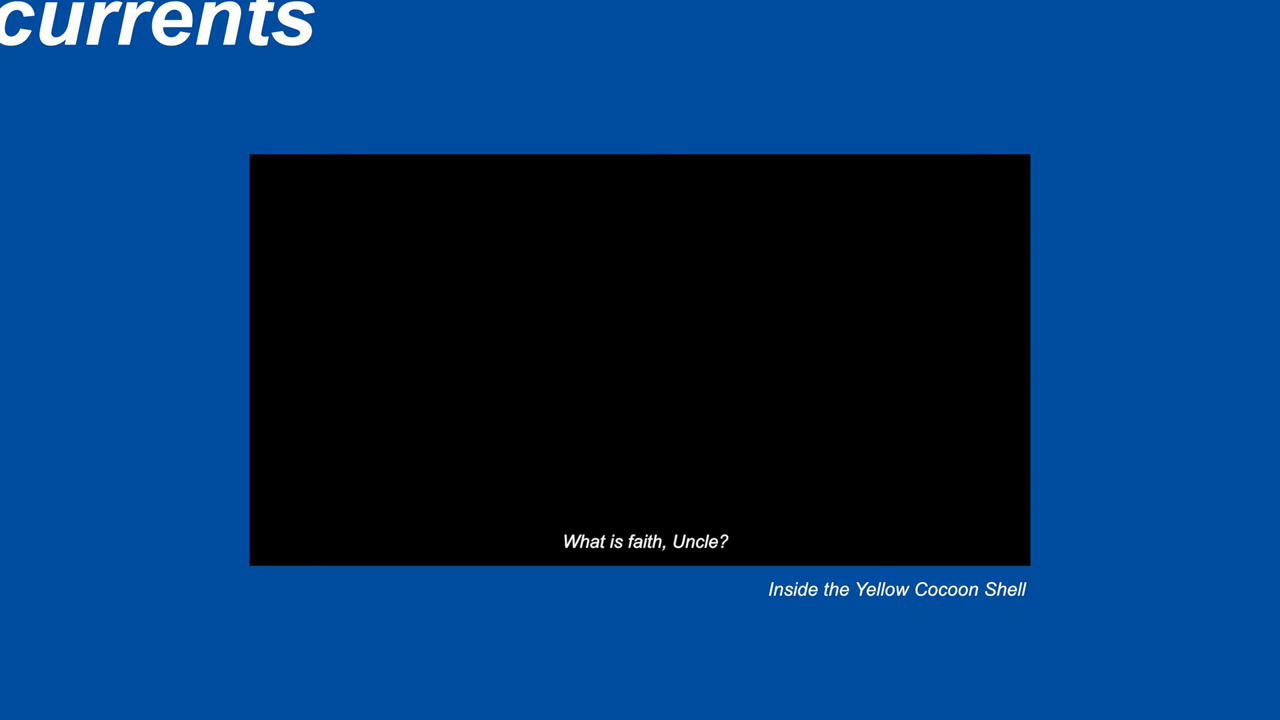 currents
What is faith, Uncle?
Inside the Yellow Cocoon Shell